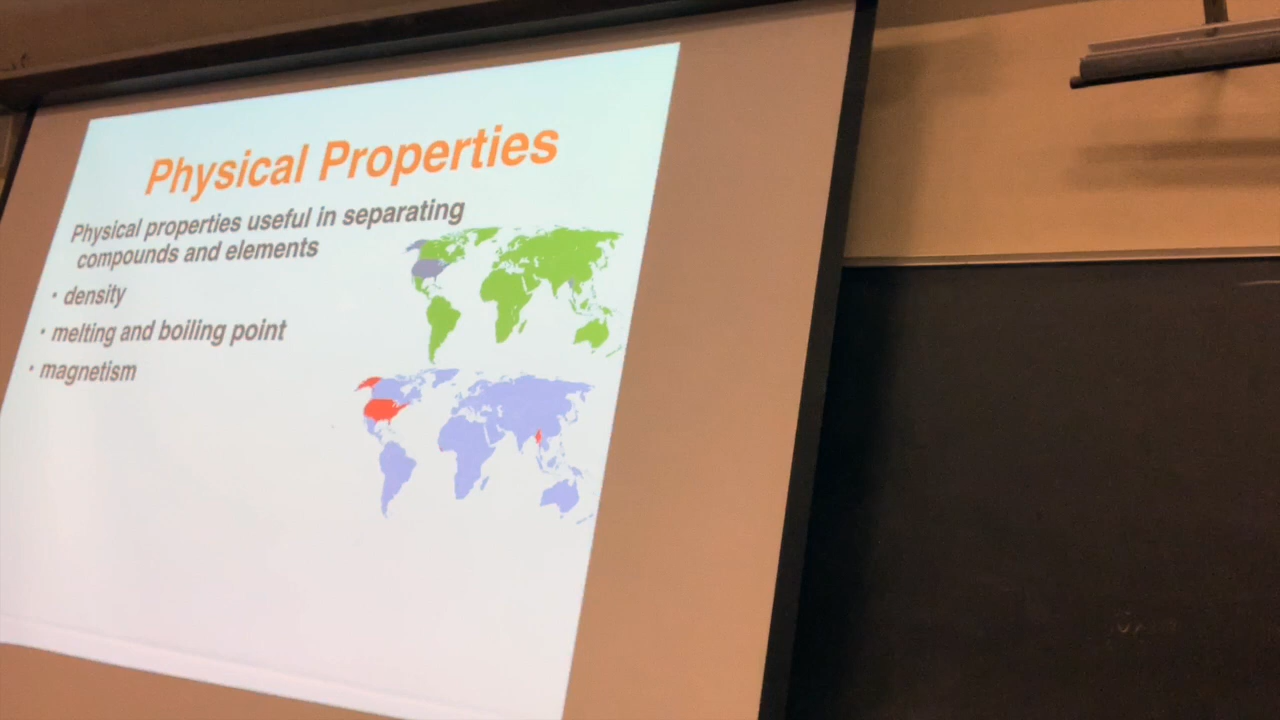 Physical Properties
Physical properties useful in separating
compounds and elements
• density
• melting and boiling point
• magnetism